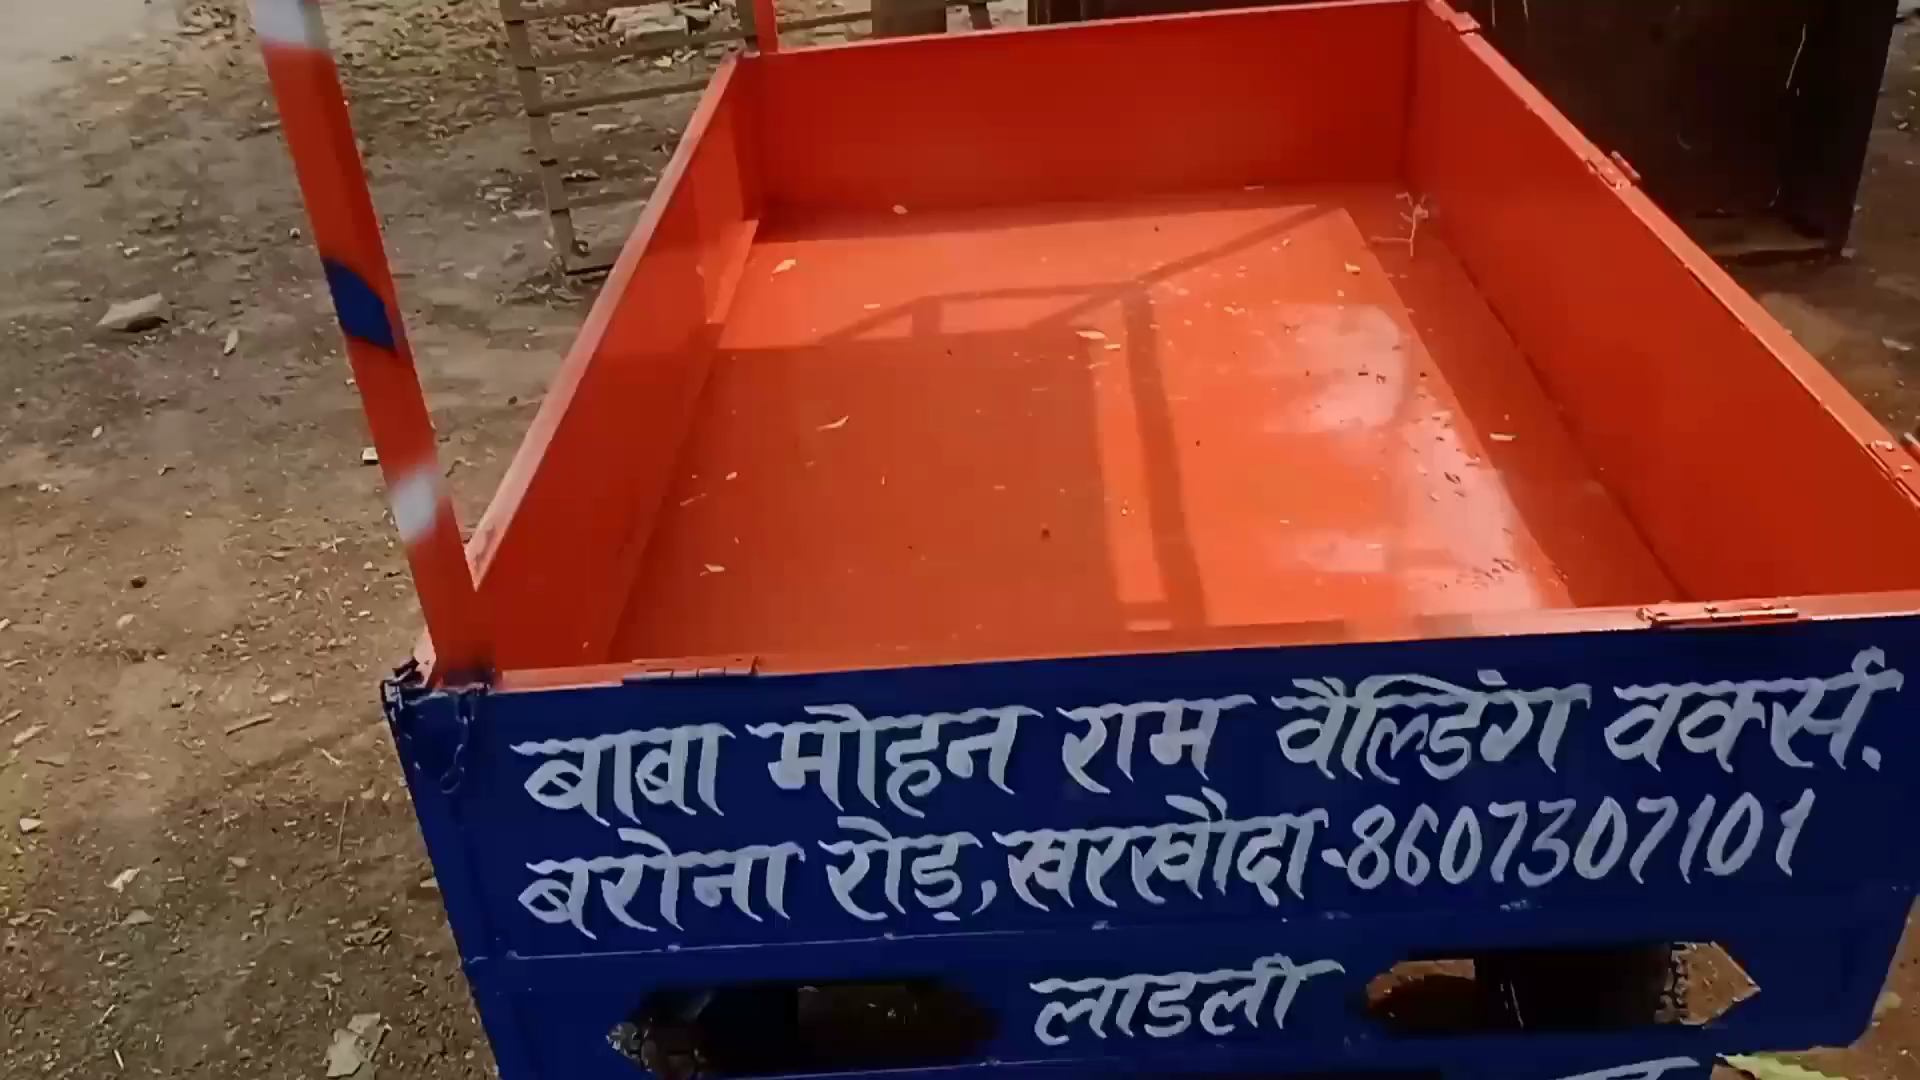 बाबा मोहन राम वैल्डिंग वर्क्स.
बरोना रोड़,खरखौदा-8607307101
लाडली